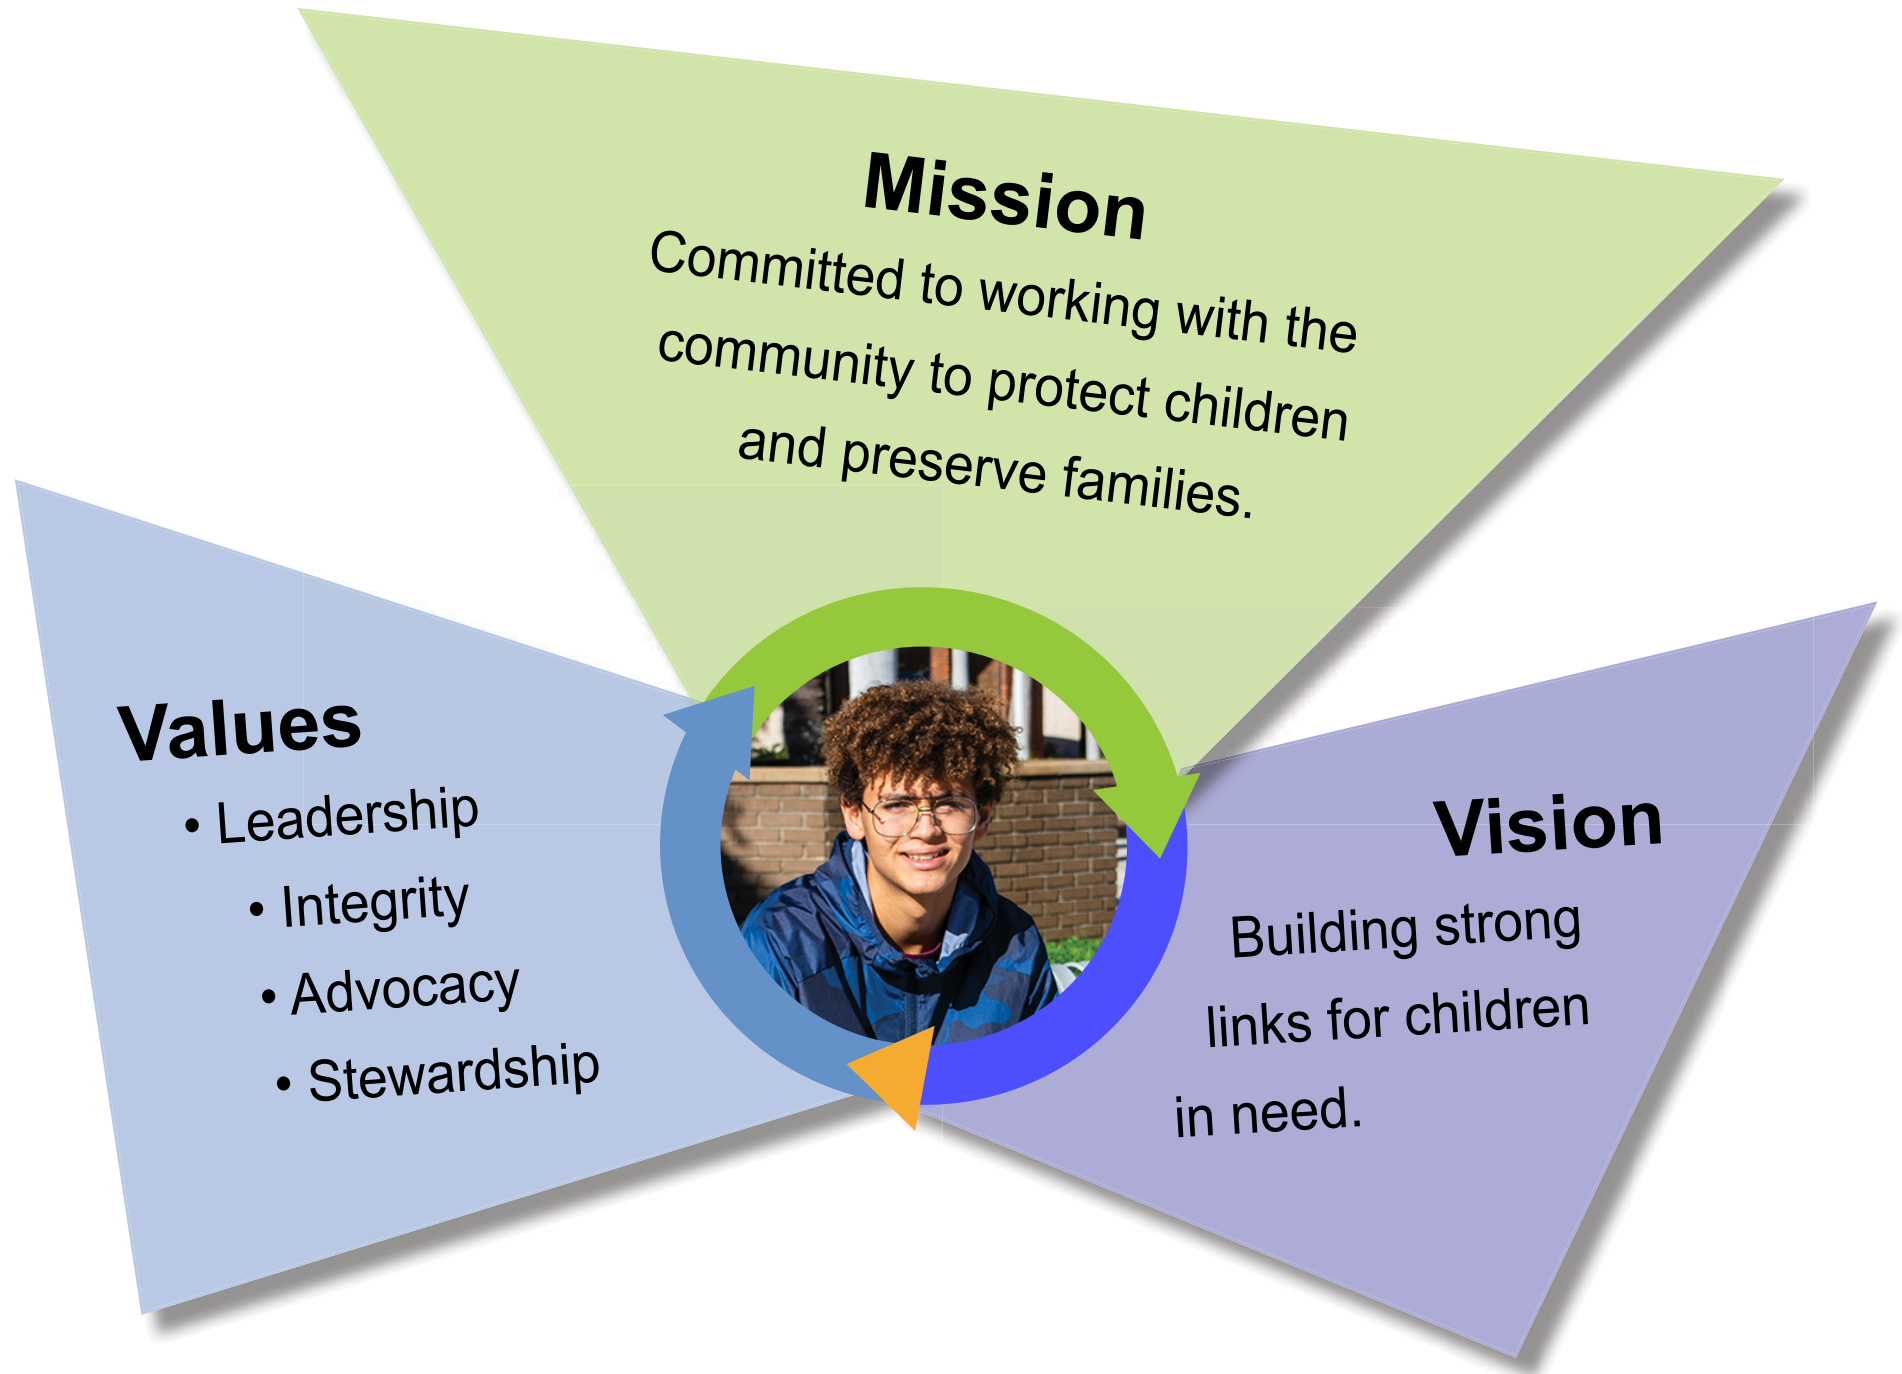 Mission
Committed to working with the
community to protect children
and preserve families.
Values
• Leadership
• Integrity
• Advocacy
• Stewardship
Vision
Building strong
links for children
in need.